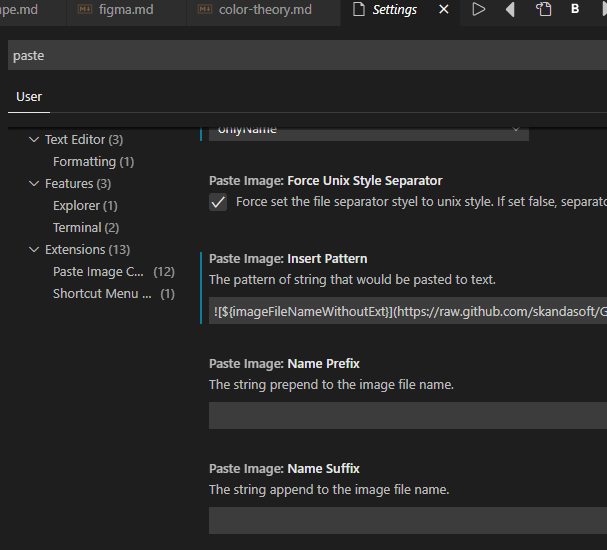 pe.md figma.md color-theory.md Settings B
paste
User
Text Editor (3)
Formatting (1)
Features (3)
Explorer (1)
Terminal (2)
Extensions (13)
Paste Image C... (12)
Shortcut Menu ... (1)
onlyName
Paste Image: Force Unix Style Separator
Force set the file separator styel to unix style. If set false, separato
Paste Image: Insert Pattern
The pattern of string that would be pasted to text.
![${imageFileNameWithoutExt}](https://raw.github.com/skandasoft/G
Paste Image: Name Prefix
The string prepend to the image file name.
Paste Image: Name Suffix
The string append to the image file name.